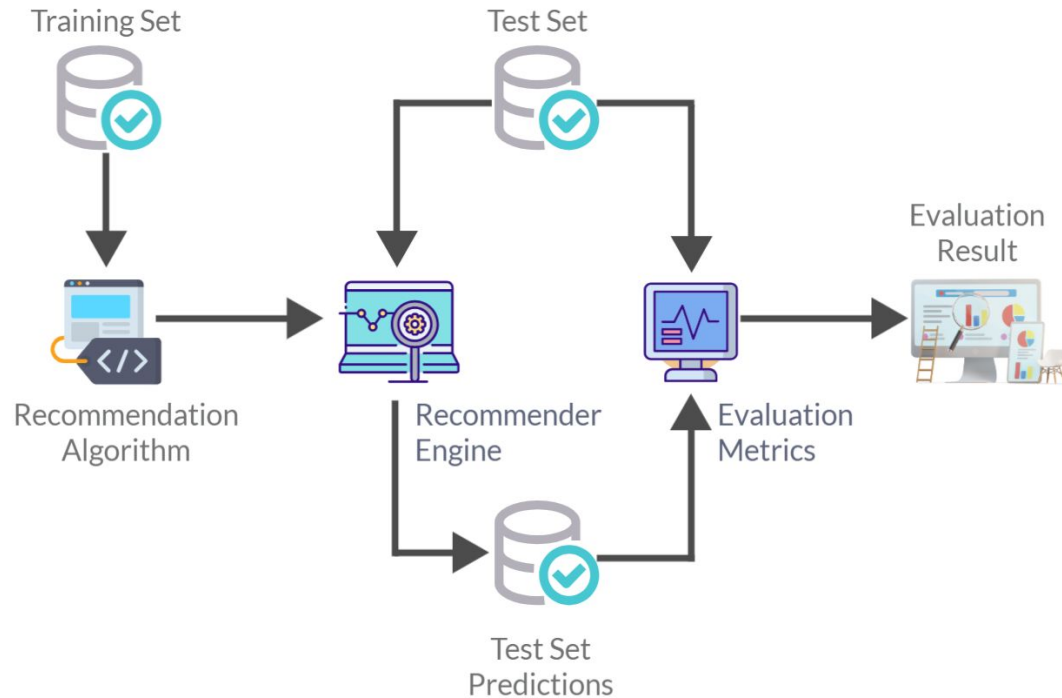 Training Set
Test Set
Evaluation
Result
</>
Recommendation
Algorithm
Recommender
Engine
Evaluation
Metrics
Test Set
Predictions